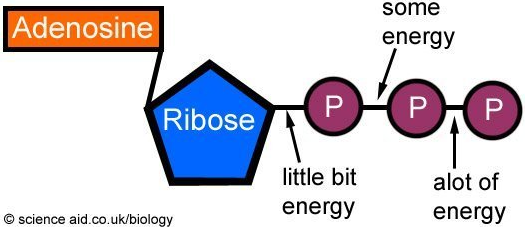 some
energy
Adenosine
Ribose
P
P
P
little bit
energy
alot of
energy
© science aid.co.uk/biology